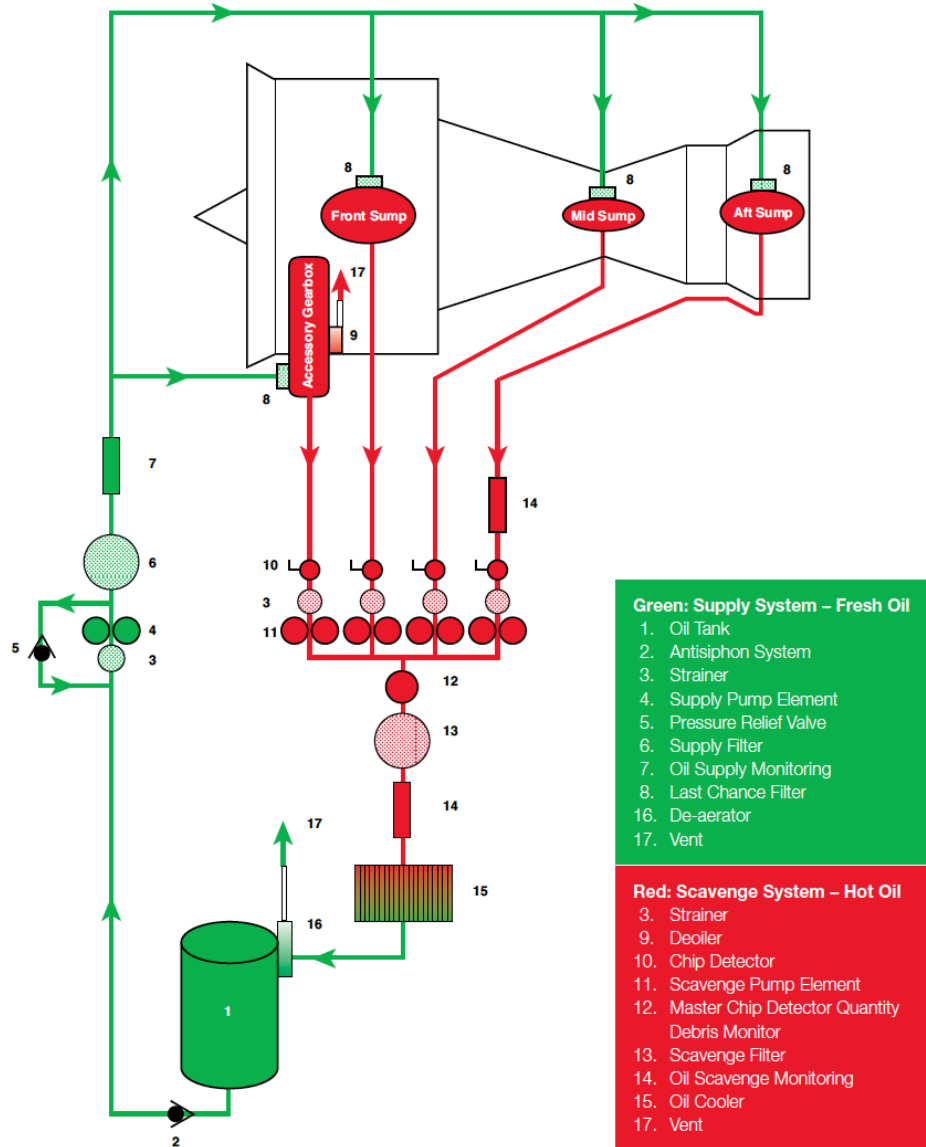 8
8
8
Front Sump
Mid Sump
Aft Sump
17
Accessory Gearbox
9
8
7
14
6
10
3
4
11
5
3
12
13
14
17
15
16
1
2
Green: Supply System – Fresh Oil
1. Oil Tank
2. Antisiphon System
3. Strainer
4. Supply Pump Element
5. Pressure Relief Valve
6. Supply Filter
7. Oil Supply Monitoring
8. Last Chance Filter
16. De-aerator
17. Vent
Red: Scavenge System – Hot Oil
3. Strainer
9. Deoiler
10. Chip Detector
11. Scavenge Pump Element
12. Master Chip Detector Quantity
Debris Monitor
13. Scavenge Filter
14. Oil Scavenge Monitoring
15. Oil Cooler
17. Vent